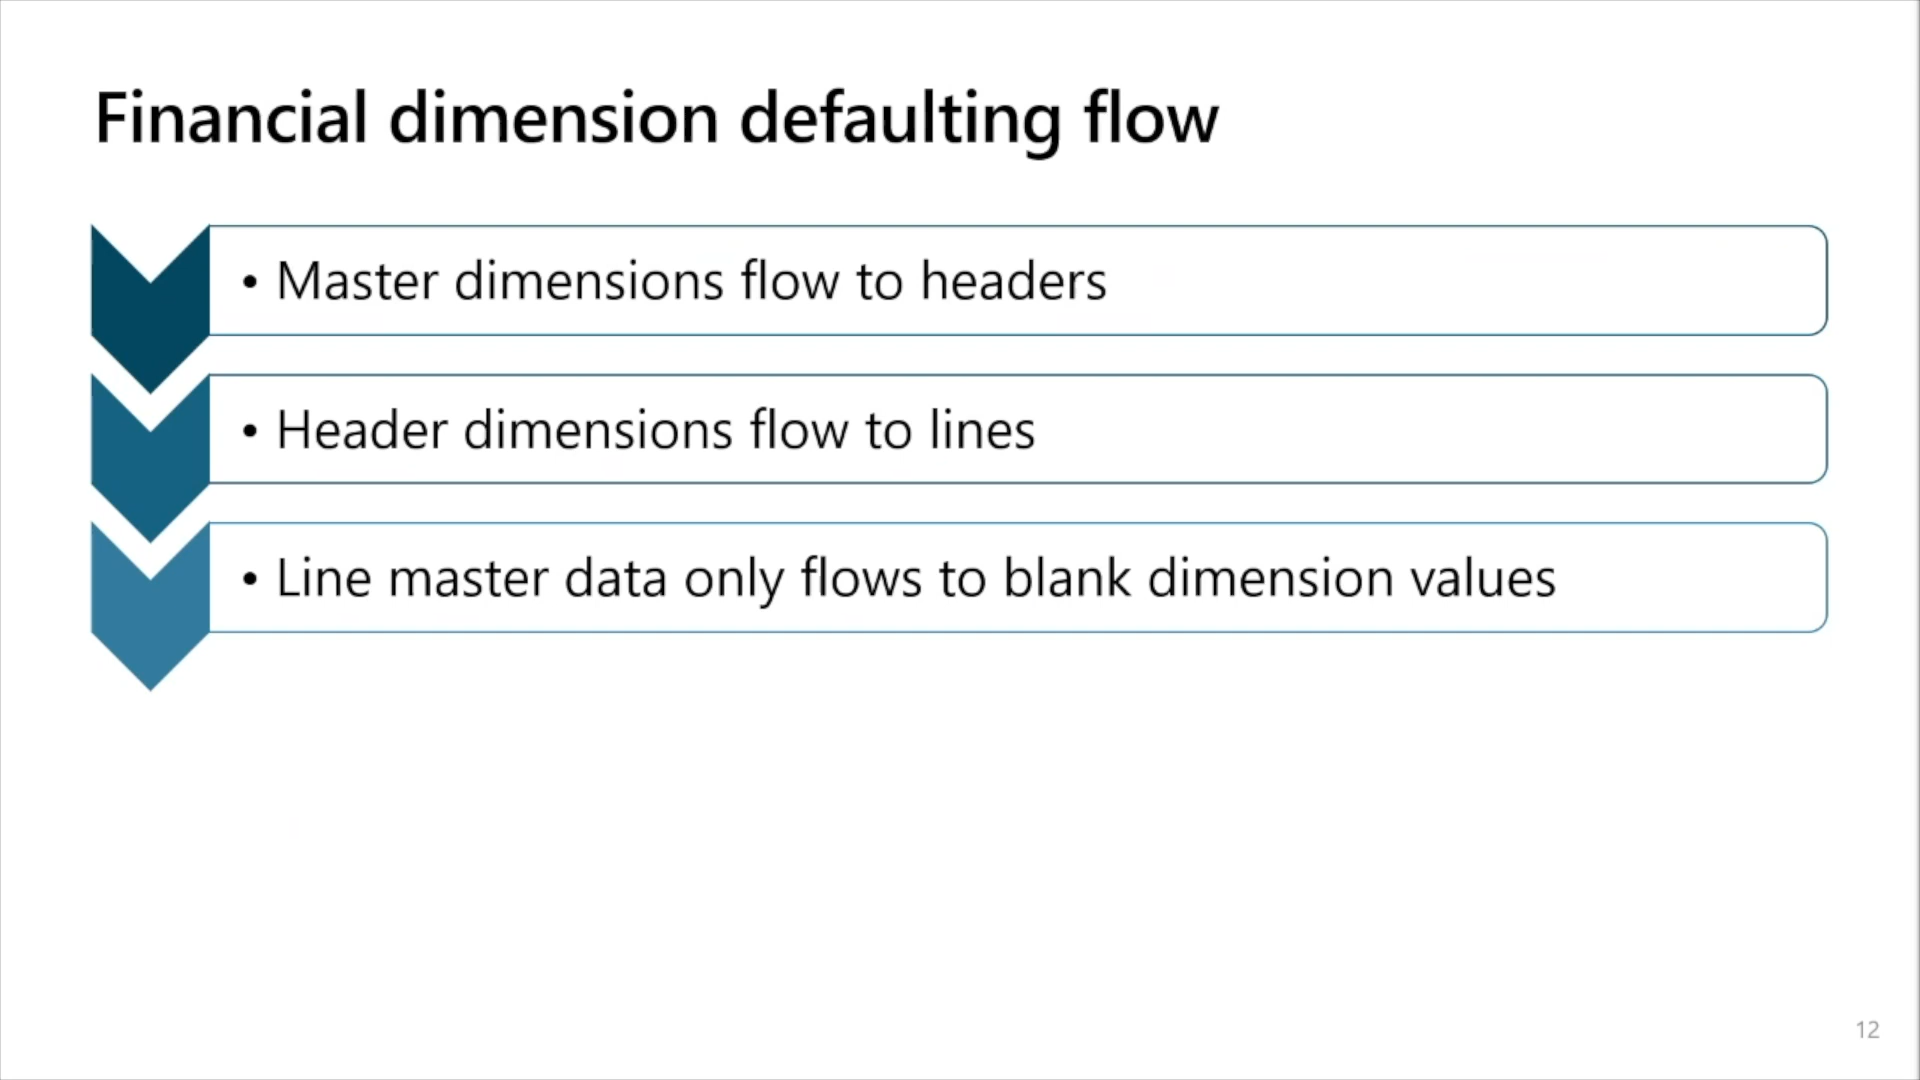 Financial dimension defaulting flow
• Master dimensions flow to headers
• Header dimensions flow to lines
• Line master data only flows to blank dimension values
12